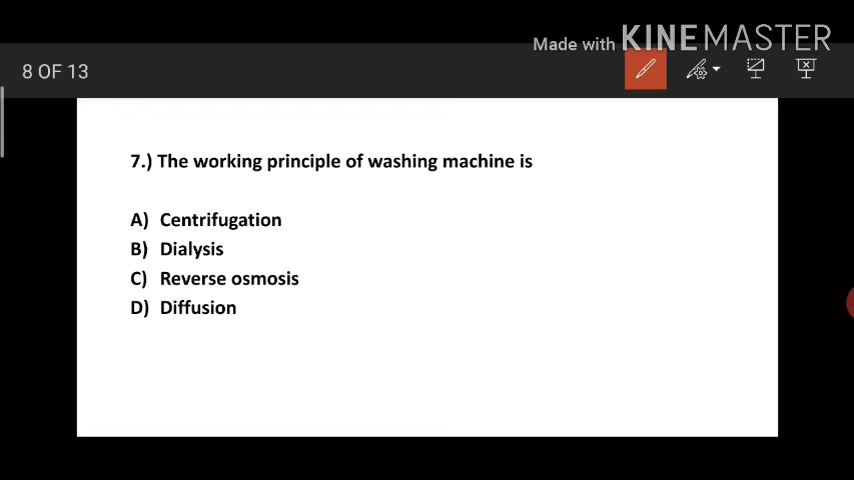 Made with KINEMASTER
8 OF 13
7.) The working principle of washing machine is
A) Centrifugation
B) Dialysis
C) Reverse osmosis
D) Diffusion